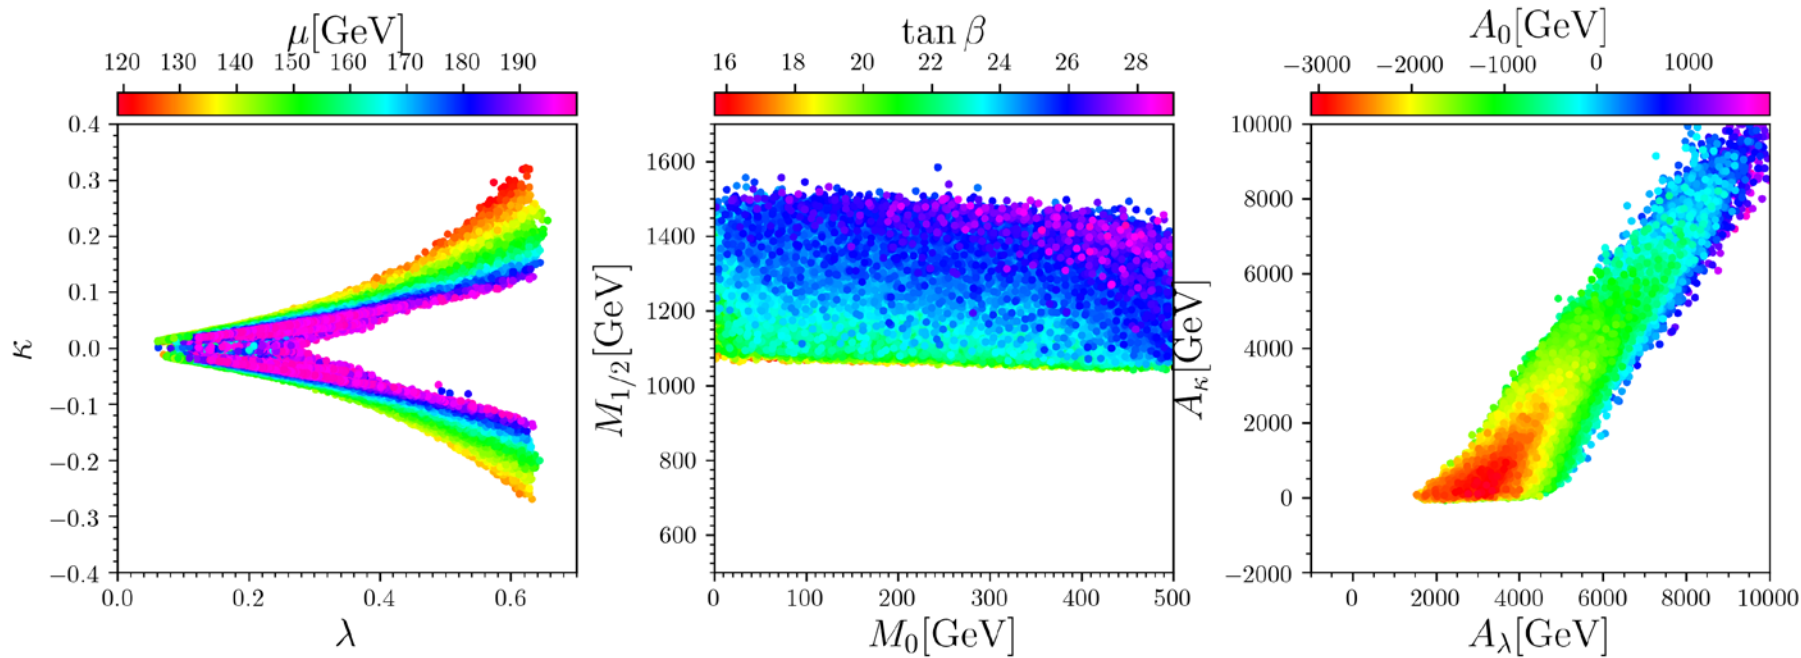 μ[GeV]
120 130 140 150 160 170 180 190
0.4
0.3
0.2
0.1
0.0
−0.1
−0.2
−0.3
−0.4
κ
0.0 0.2 0.4 0.6
λ
tan β
16 18 20 22 24 26 28
1600
1400
1200
1000
800
600
M1/2[GeV]
0 100 200 300 400 500
M0[GeV]
A0[GeV]
−3000 −2000 −1000 0 1000
10000
8000
6000
4000
2000
0
−2000
Aκ[GeV]
0 2000 4000 6000 8000 10000
Aλ[GeV]